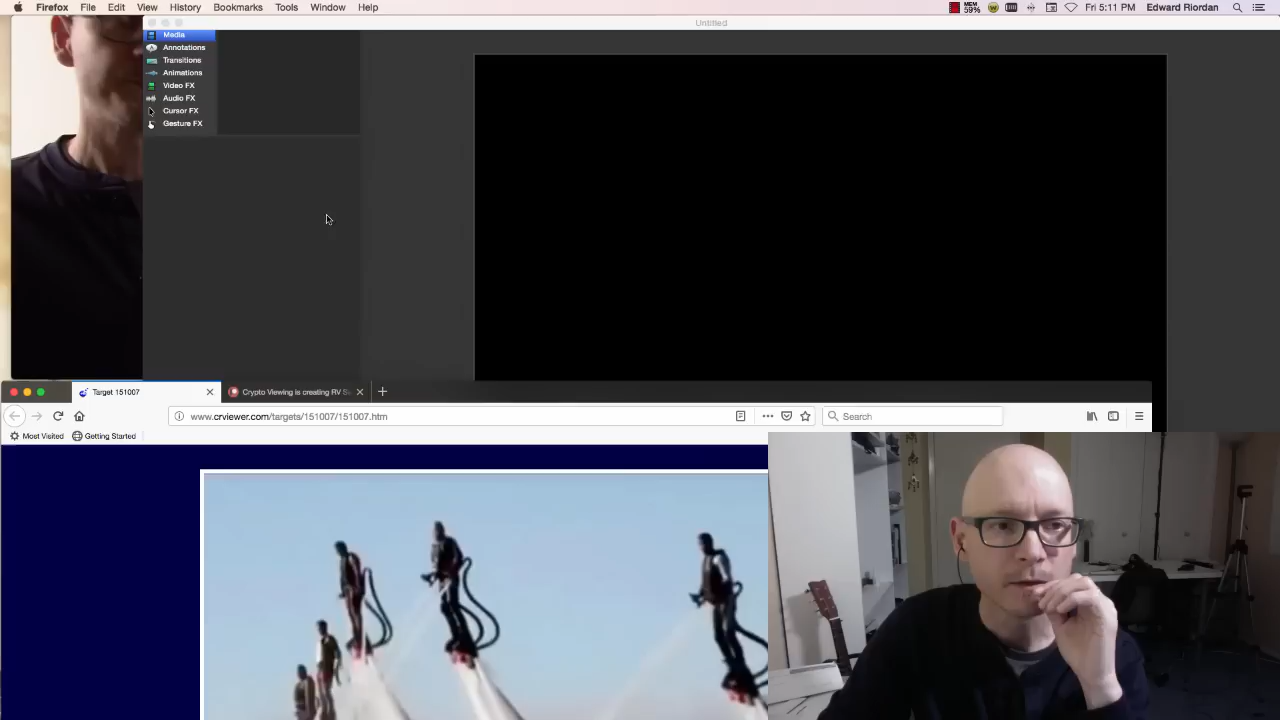 Firefox File Edit View History Bookmarks Tools Window Help MEM 59% Fri 5:11 PM Edward Riordan
Untitled
Media
Annotations
Transitions
Animations
Video FX
Audio FX
Cursor FX
Gesture FX
Target 151007 Crypto Viewing is creating RV
www.crviewer.com/targets/151007/151007.htm Search
Most Visited Getting Started